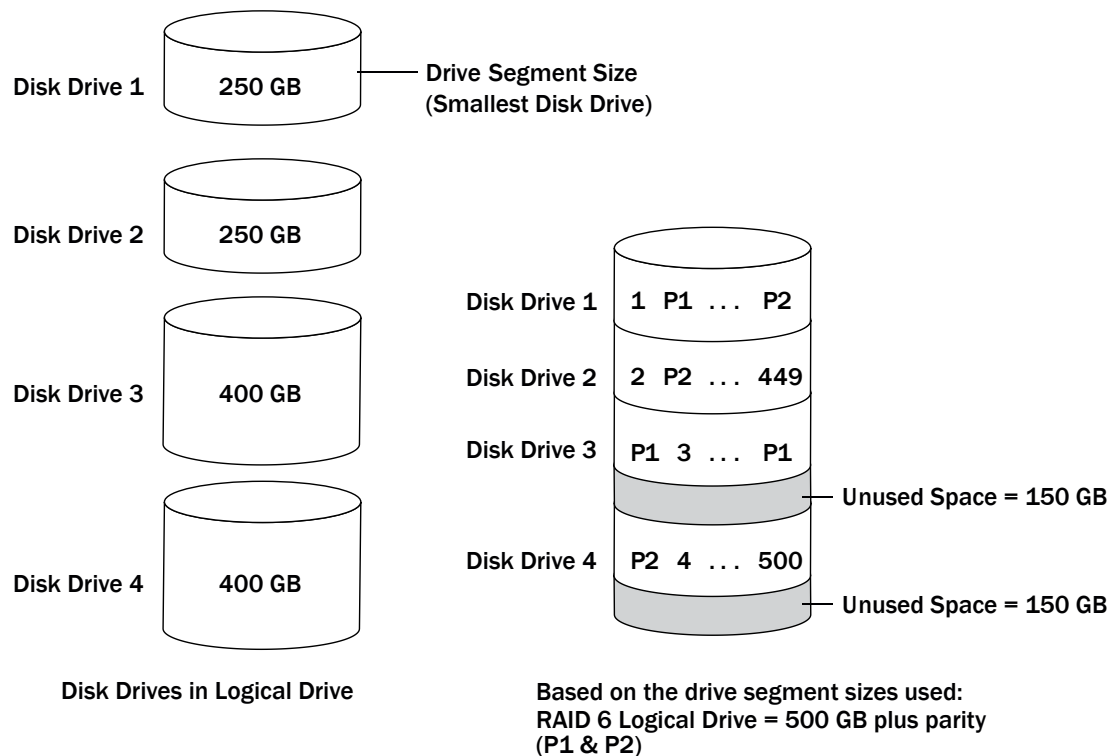 Disk Drive 1
250 GB
Drive Segment Size
(Smallest Disk Drive)
Disk Drive 2
250 GB
Disk Drive 3
400 GB
Disk Drive 4
400 GB
Disk Drives in Logical Drive
Disk Drive 1
1 P1 ... P2
Disk Drive 2
2 P2 ... 449
Disk Drive 3
P1 3 ... P1
Unused Space = 150 GB
Disk Drive 4
P2 4 ... 500
Unused Space = 150 GB
Based on the drive segment sizes used:
RAID 6 Logical Drive = 500 GB plus parity
(P1 & P2)